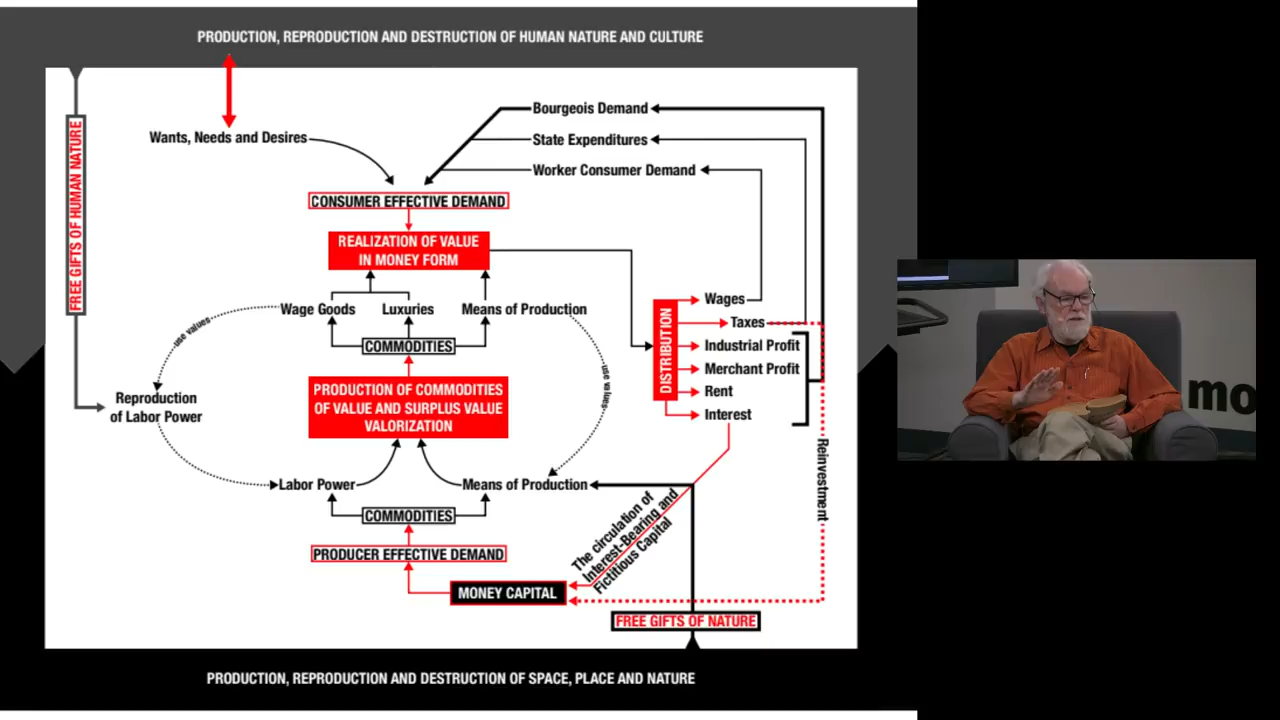 PRODUCTION, REPRODUCTION AND DESTRUCTION OF HUMAN NATURE AND CULTURE
FREE GIFTS OF HUMAN NATURE
Wants, Needs and Desires
Bourgeois Demand
State Expenditures
Worker Consumer Demand
CONSUMER EFFECTIVE DEMAND
REALIZATION OF VALUE
IN MONEY FORM
Wage Goods
Luxuries
Means of Production
use values
use values
COMMODITIES
PRODUCTION OF COMMODITIES
OF VALUE AND SURPLUS VALUE
VALORIZATION
Reproduction
of Labor Power
Labor Power
Means of Production
COMMODITIES
PRODUCER EFFECTIVE DEMAND
MONEY CAPITAL
DISTRIBUTION
Wages
Taxes
Industrial Profit
Merchant Profit
Rent
Interest
Reinvestment
The circulation of
Interest-Bearing and
Fictitious Capital
FREE GIFTS OF NATURE
PRODUCTION, REPRODUCTION AND DESTRUCTION OF SPACE, PLACE AND NATURE
mo